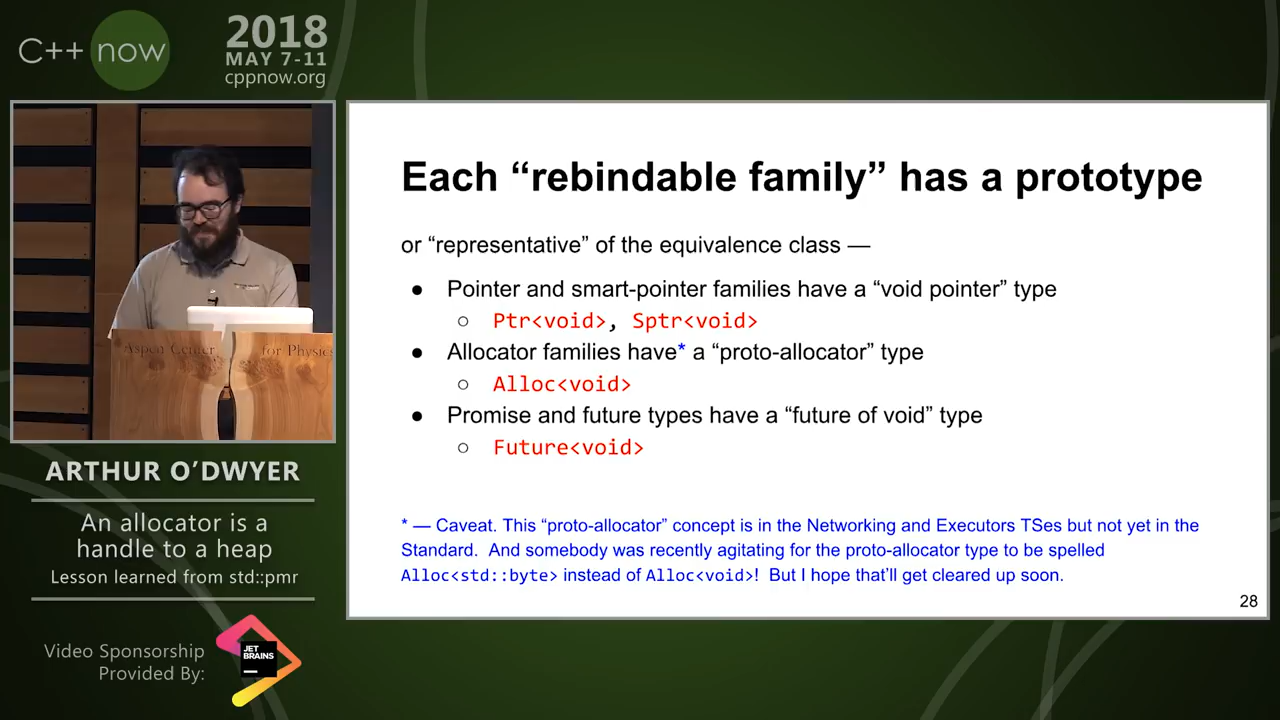 C++ now
2018
MAY 7-11
cppnow.org
Aspen Center for Physics
ARTHUR O’DWYER
An allocator is a
handle to a heap
Lesson learned from std::pmr
Video Sponsorship
Provided By:
JET
BRAINS
Each “rebindable family” has a prototype
or “representative” of the equivalence class —
● Pointer and smart-pointer families have a “void pointer” type
○ Ptr<void>, Sptr<void>
● Allocator families have* a “proto-allocator” type
○ Alloc<void>
● Promise and future types have a “future of void” type
○ Future<void>
* — Caveat. This “proto-allocator” concept is in the Networking and Executors TSes but not yet in the
Standard. And somebody was recently agitating for the proto-allocator type to be spelled
Alloc<std::byte> instead of Alloc<void>! But I hope that’ll get cleared up soon.
28